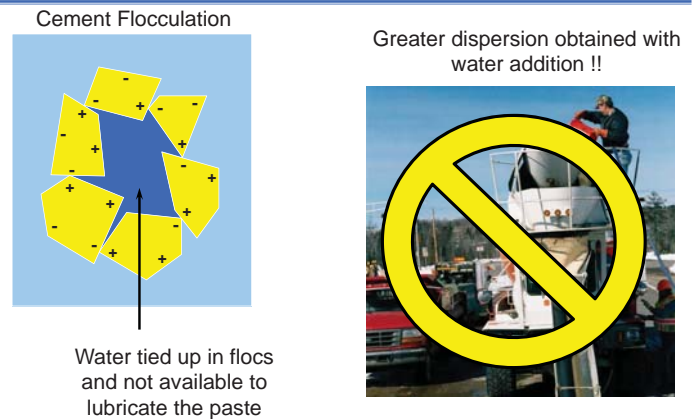 Cement Flocculation
Greater dispersion obtained with
water addition !!
Water tied up in flocs
and not available to
lubricate the paste